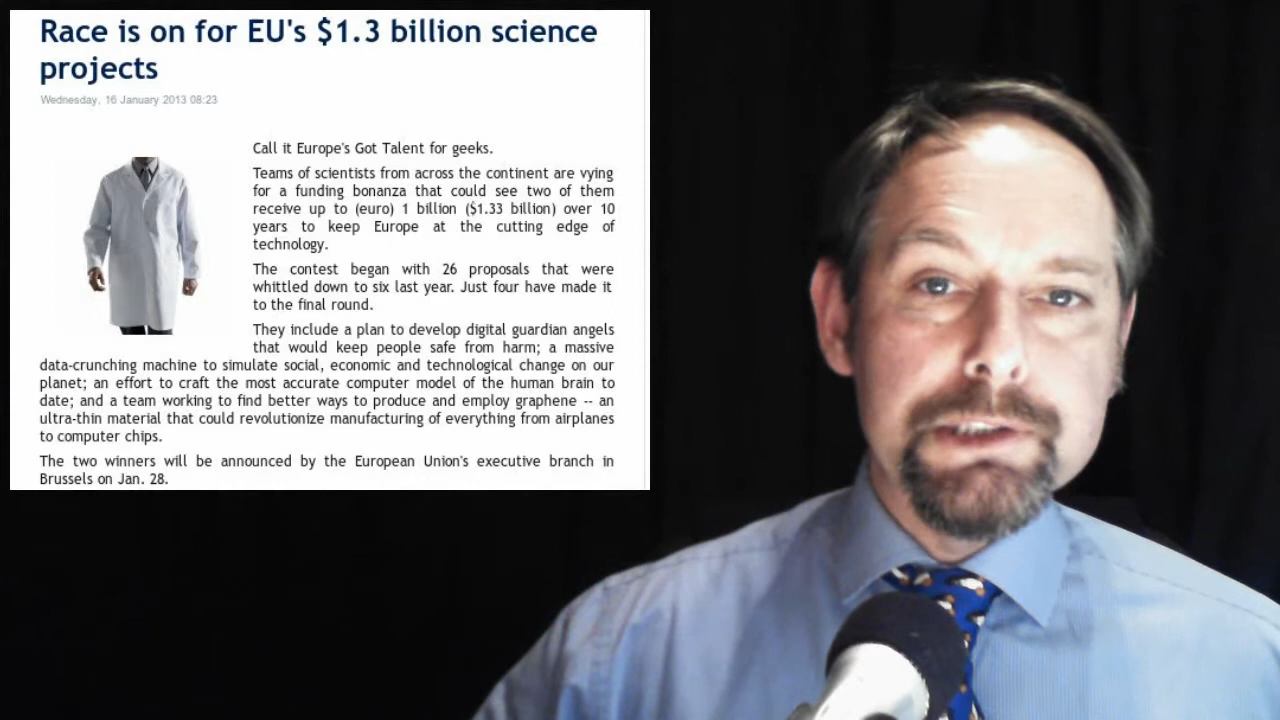 Race is on for EU's $1.3 billion science
projects
Wednesday, 16 January 2013 08:23
Call it Europe's Got Talent for geeks.
Teams of scientists from across the continent are vying
for a funding bonanza that could see two of them
receive up to (euro) 1 billion ($1.33 billion) over 10
years to keep Europe at the cutting edge of
technology.
The contest began with 26 proposals that were
whittled down to six last year. Just four have made it
to the final round.
They include a plan to develop digital guardian angels
that would keep people safe from harm; a massive
data-crunching machine to simulate social, economic and technological change on our
planet; an effort to craft the most accurate computer model of the human brain to
date; and a team working to find better ways to produce and employ graphene -- an
ultra-thin material that could revolutionize manufacturing of everything from airplanes
to computer chips.
The two winners will be announced by the European Union's executive branch in
Brussels on Jan. 28.